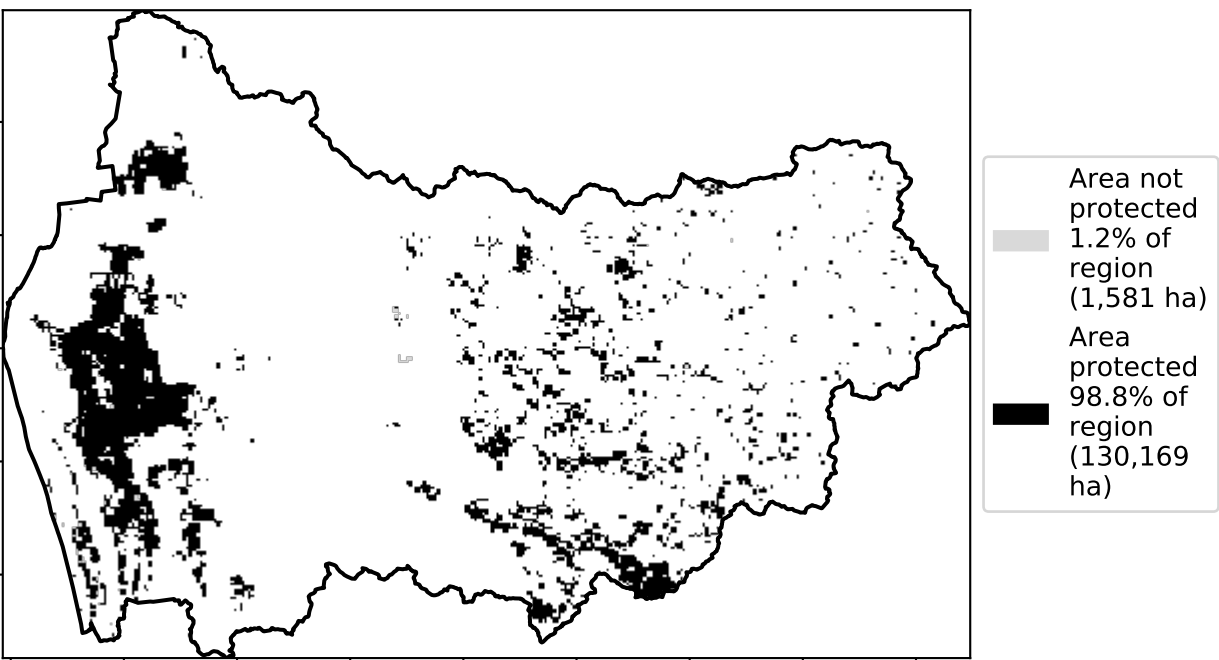 Area not
protected
1.2% of
region
(1,581 ha)
Area
protected
98.8% of
region
(130,169
ha)